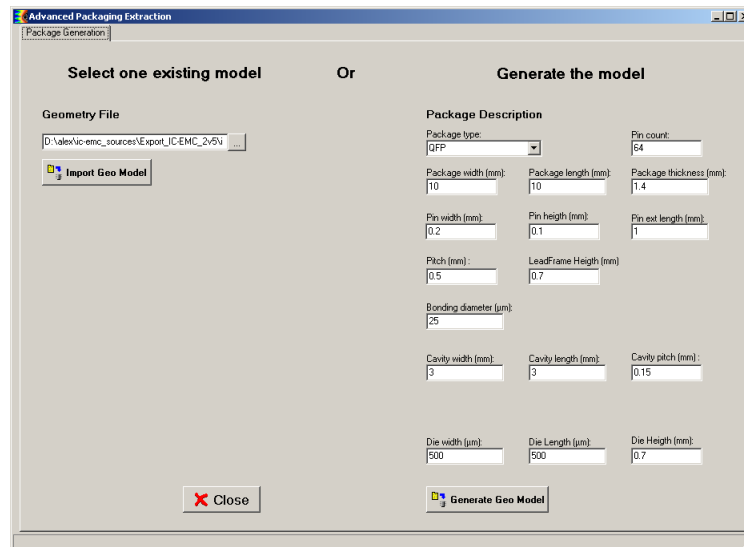 Advanced Packaging Extraction
Package Generation
Select one existing model
Or
Generate the model
Geometry File
D:\alex\ic-emc_sources\Export_IC-EMC_2v5\i
...
Import Geo Model
Package Description
Package type:
Pin count:
QFP
64
Package width (mm):
Package length (mm):
Package thickness (mm):
10
10
1.4
Pin width (mm):
Pin heigth (mm):
Pin ext length (mm):
0.2
0.1
1
Pitch (mm) :
LeadFrame Heigth (mm)
0.5
0.7
Bonding diameter (µm):
25
Cavity width (mm):
Cavity length (mm):
Cavity pitch (mm) :
3
3
0.15
Die width (µm):
Die Length (µm):
Die Heigth (mm):
500
500
0.7
Close
Generate Geo Model